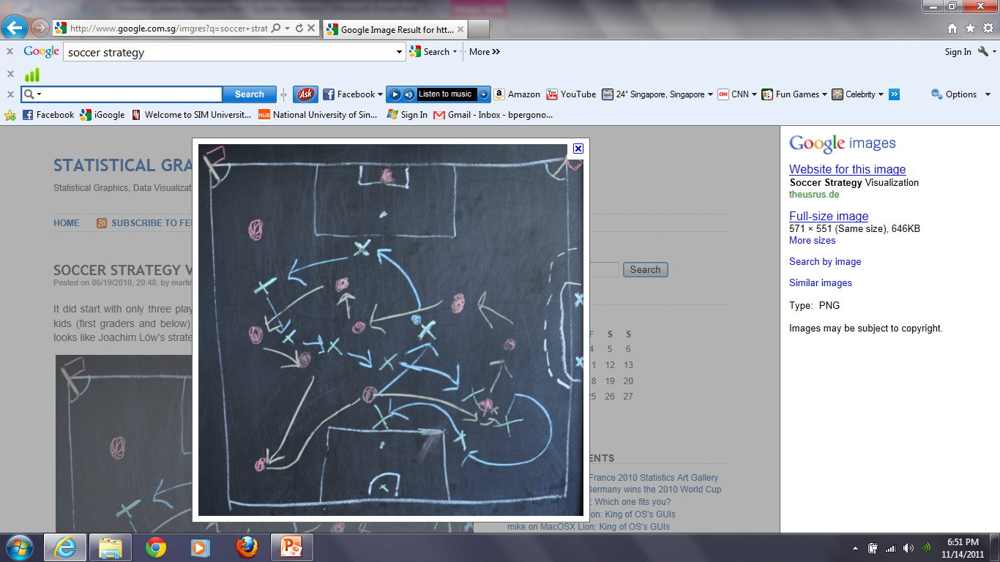 http://www.google.com.sg/imgres?q=soccer+strat
Google Image Result for htt...
Google
soccer strategy
Search
More
Sign In
Search
Ask
Facebook
Listen to music
Amazon
YouTube
24° Singapore, Singapore
CNN
Fun Games
Celebrity
Options
Facebook
iGoogle
Welcome to SIM Universit...
National University of Sin...
Sign In
Gmail - Inbox - bpergono...
STATISTICAL GRA
Statistical Graphics, Data Visualizat
HOME
SUBSCRIBE TO FE
SOCCER STRATEGY V
Posted on 06/19/2010, 20:48, by martin
It did start with only three play
kids (first graders and below)
looks like Joachim Löw's strate
Search
F S S
4 5 6
11 12 13
18 19 20
25 26 27
ENTS
France 2010 Statistics Art Gallery
Germany wins the 2010 World Cup
: Which one fits you?
on: King of OS's GUIs
mike on MacOSX Lion: King of OS's GUIs
Google images
Website for this image
Soccer Strategy Visualization
theusrus.de
Full-size image
571 × 551 (Same size), 646KB
More sizes
Search by image
Similar images
Type: PNG
Images may be subject to copyright.
6:51 PM
11/14/2011